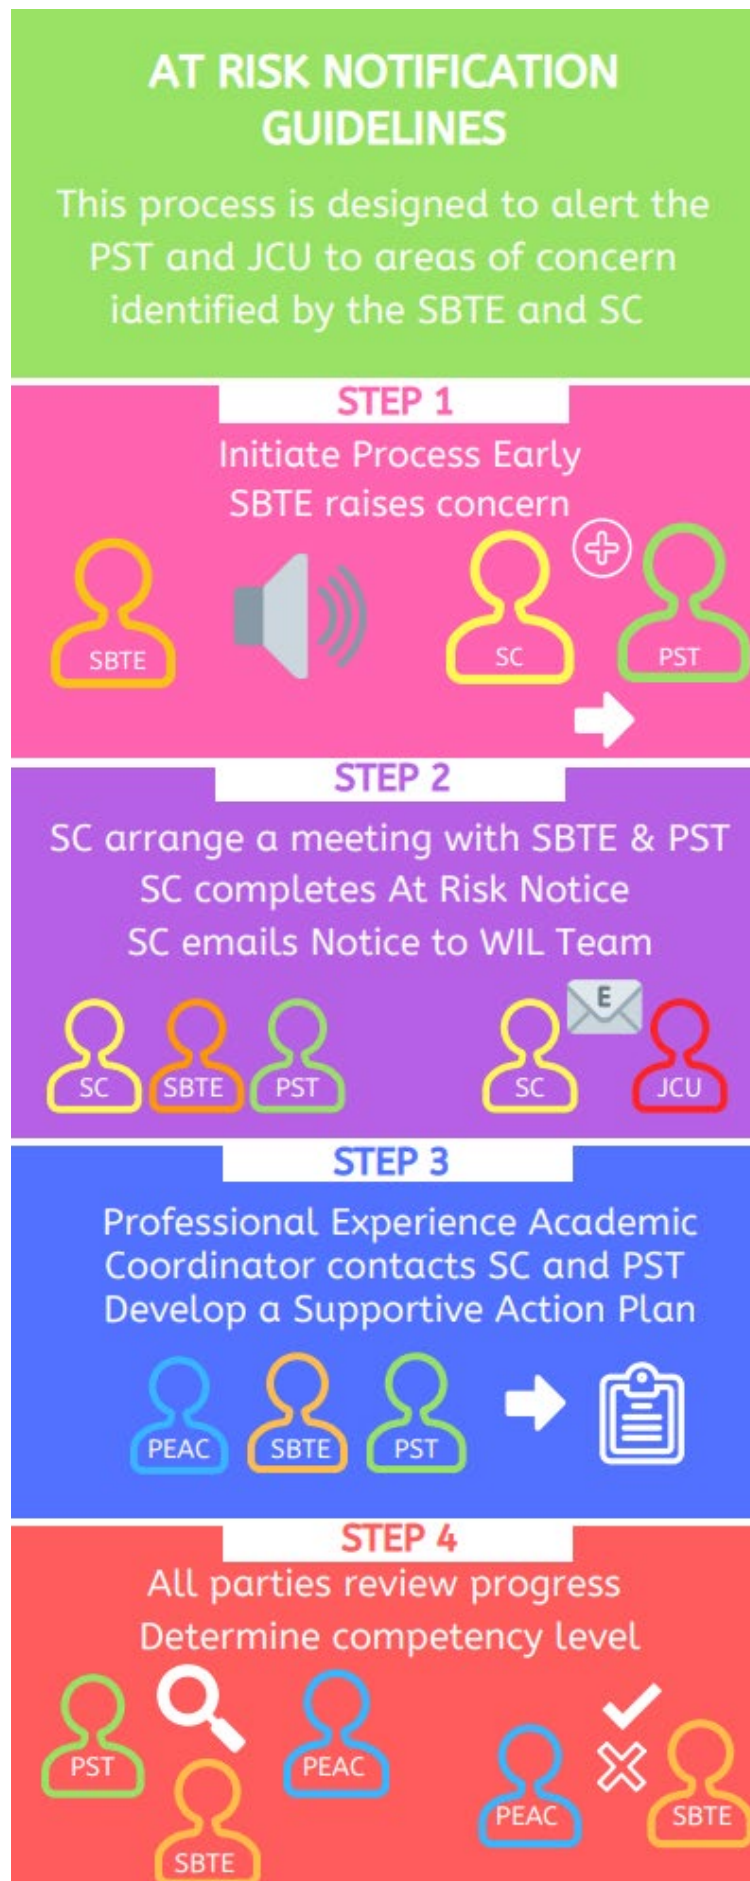 AT RISK NOTIFICATION
GUIDELINES
This process is designed to alert the
PST and JCU to areas of concern
identified by the SBTE and SC
STEP 1
Initiate Process Early
SBTE raises concern
SBTE
SC
PST
STEP 2
SC arrange a meeting with SBTE & PST
SC completes At Risk Notice
SC emails Notice to WIL Team
E
SC
SBTE
PST
SC
JCU
STEP 3
Professional Experience Academic
Coordinator contacts SC and PST
Develop a Supportive Action Plan
PEAC
SBTE
PST
STEP 4
All parties review progress
Determine competency level
PST
PEAC
SBTE
PEAC
SBTE